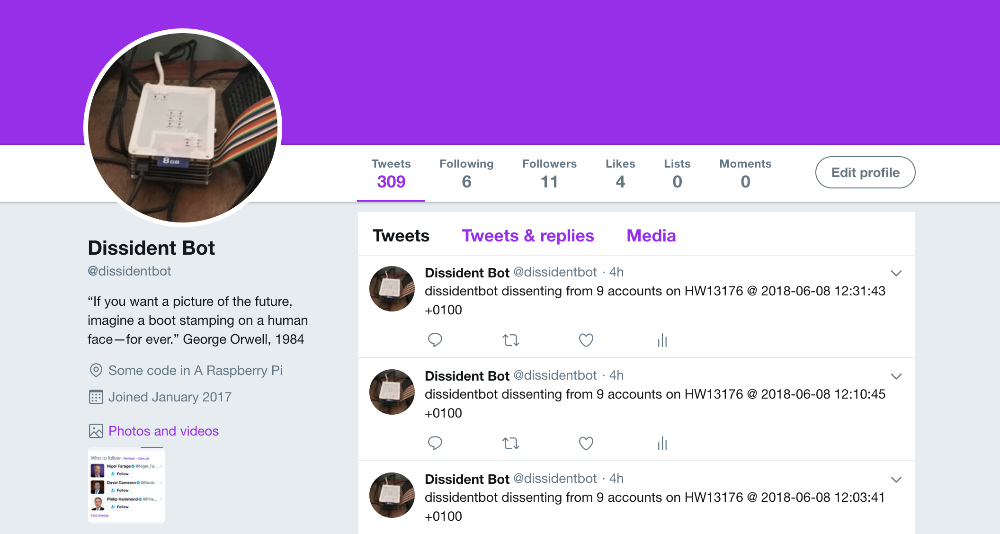 8GB
Tweets Following Followers Likes Lists Moments
309 6 11 4 0 0
Edit profile
Dissident Bot
@dissidentbot
“If you want a picture of the future,
imagine a boot stamping on a human
face—for ever.” George Orwell, 1984
Some code in A Raspberry Pi
Joined January 2017
Photos and videos
Who to follow · Refresh · View all
Nigel Farage @Nigel_Fa...
Follow
David Cameron @David...
Follow
Philip Hammond @PHa...
Follow
Find friends
Tweets Tweets & replies Media
Dissident Bot @dissidentbot · 4h
dissidentbot dissenting from 9 accounts on HW13176 @ 2018-06-08 12:31:43
+0100
Dissident Bot @dissidentbot · 4h
dissidentbot dissenting from 9 accounts on HW13176 @ 2018-06-08 12:10:45
+0100
Dissident Bot @dissidentbot · 4h
dissidentbot dissenting from 9 accounts on HW13176 @ 2018-06-08 12:03:41
+0100